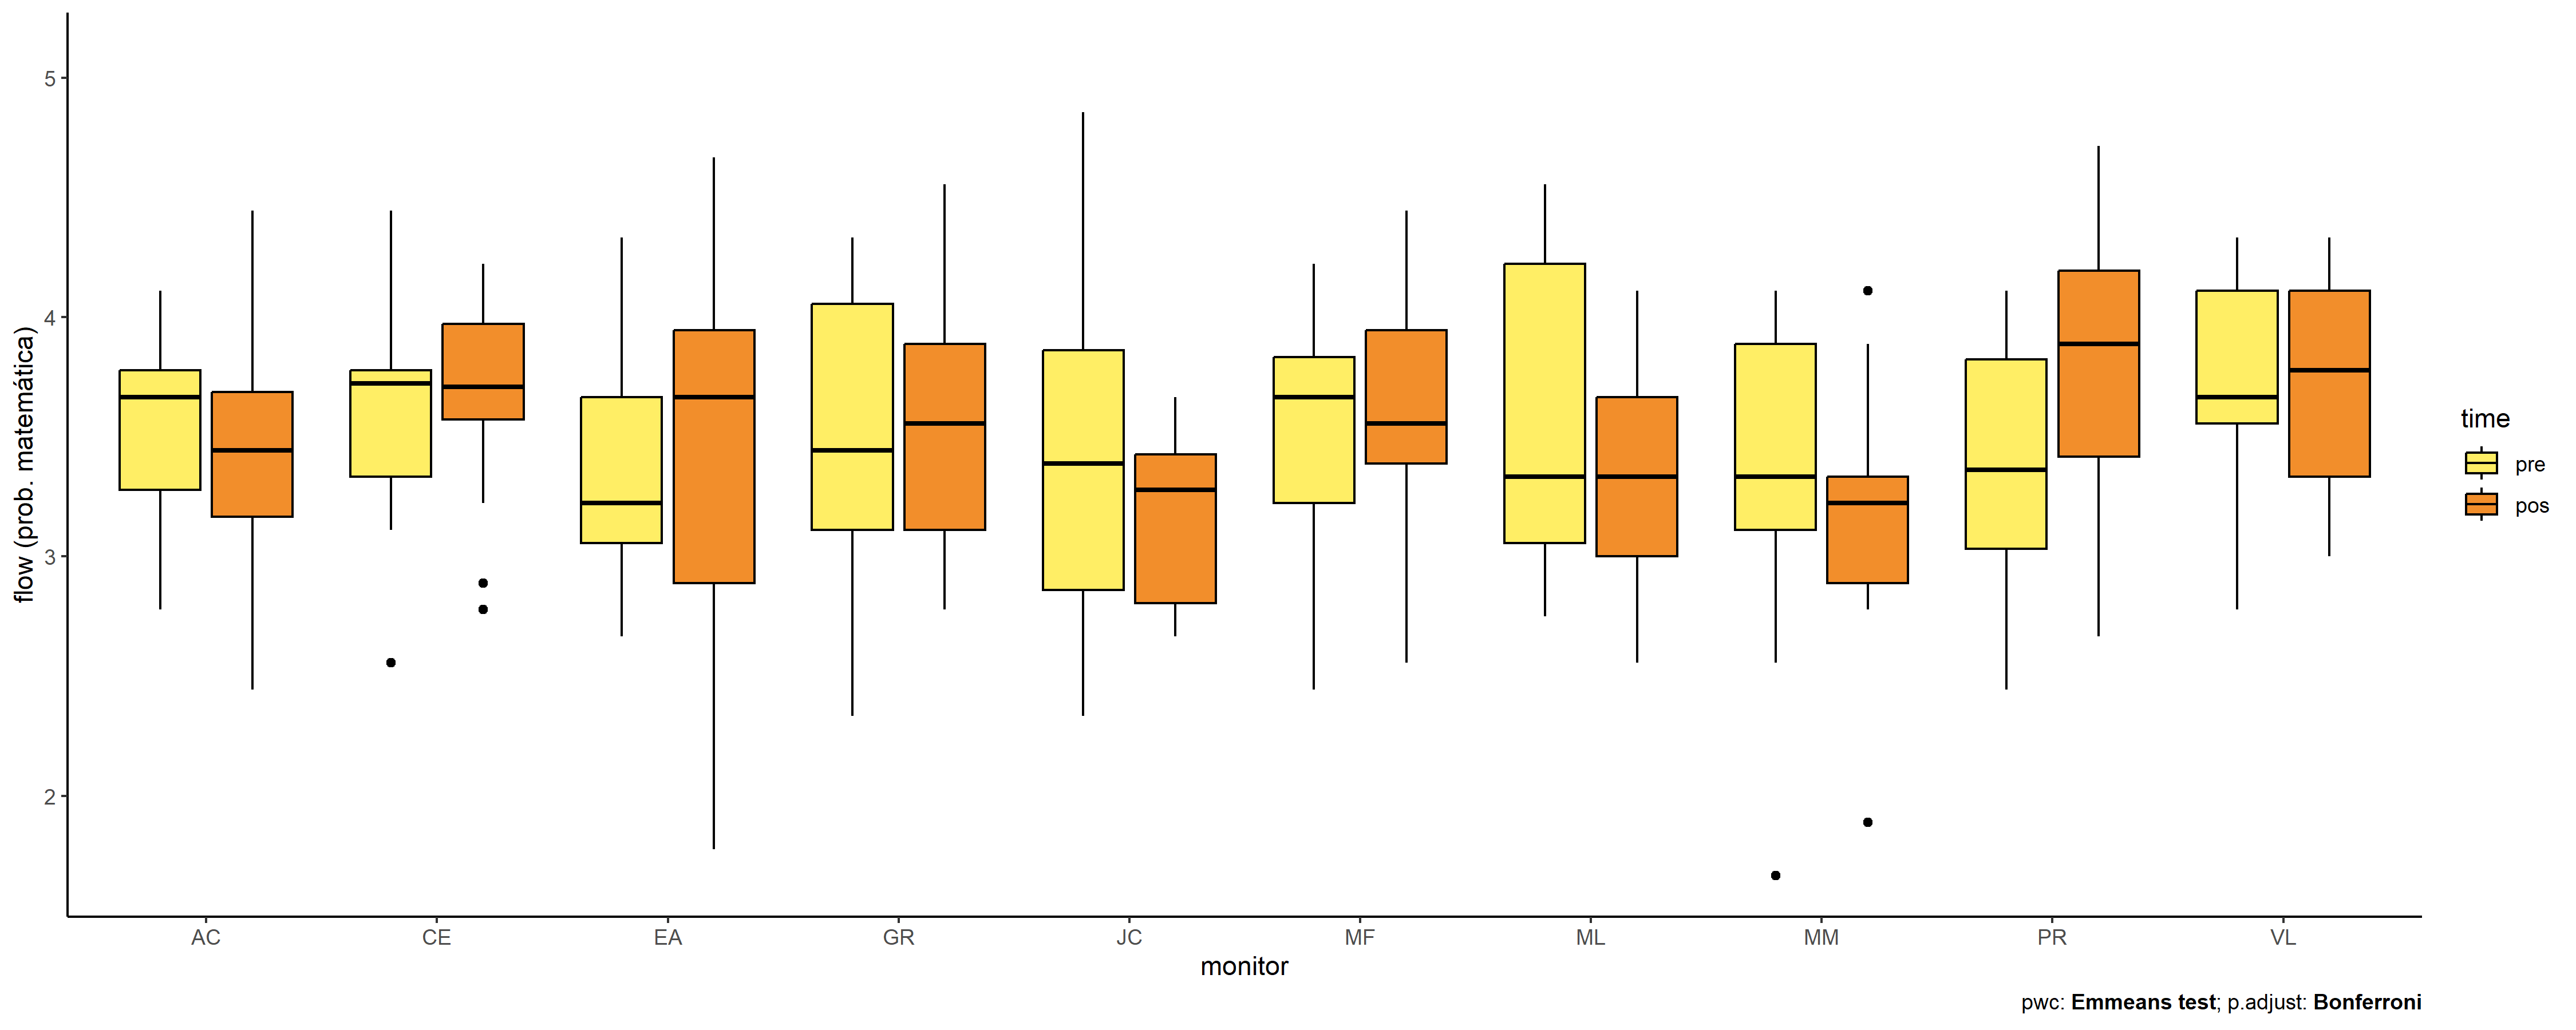 flow (prob. matemática)
5
4
3
2
AC CE EA GR JC MF ML MM PR VL
monitor
time
pre
pos
pwc: Emmeans test; p.adjust: Bonferroni